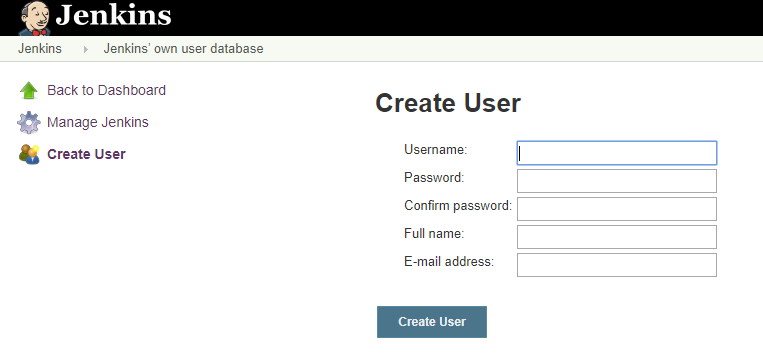 Jenkins
Jenkins Jenkins' own user database
Back to Dashboard
Manage Jenkins
Create User
Create User
Username:
Password:
Confirm password:
Full name:
E-mail address:
Create User